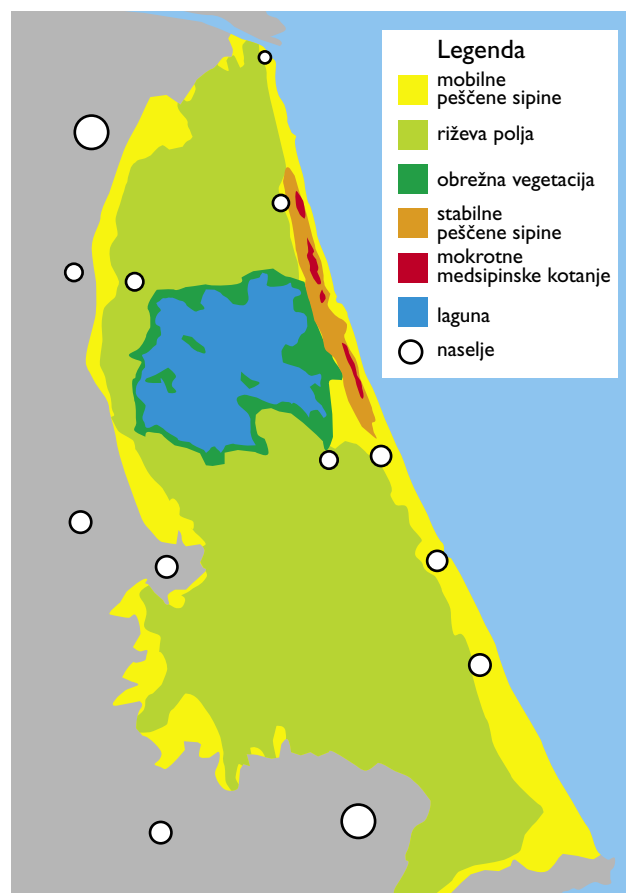 Legenda
mobilne
peščene sipine
riževa polja
obrežna vegetacija
stabilne
peščene sipine
mokrotne
medsipinske kotanje
laguna
naselje